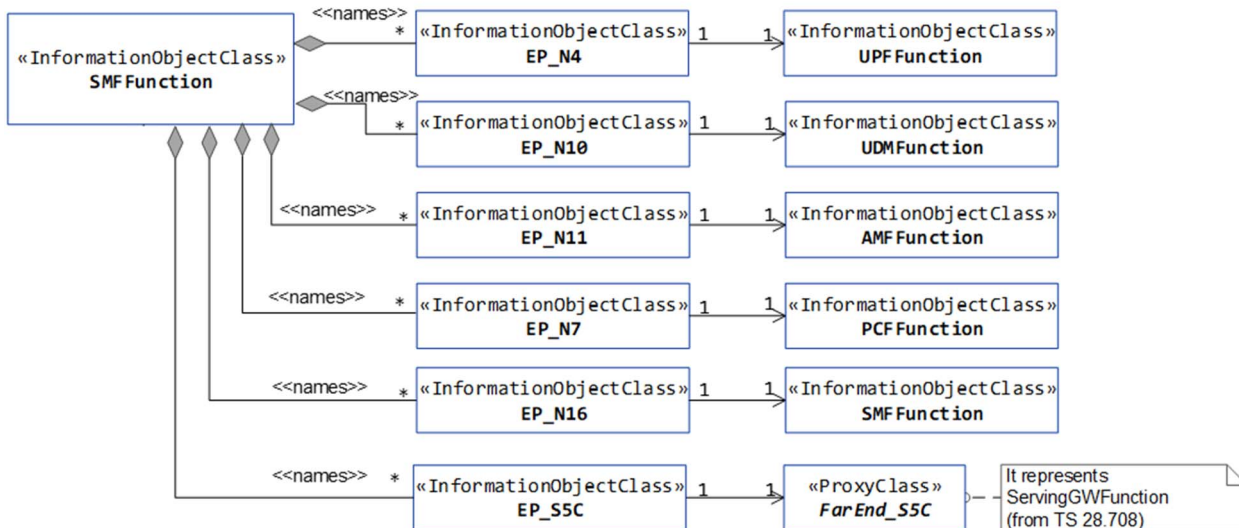 <<names>>
«InformationObjectClass»
SMFFunction
*
«InformationObjectClass»
EP_N4
1
1
«InformationObjectClass»
UPFFunction
<<names>>
*
«InformationObjectClass»
EP_N10
1
1
«InformationObjectClass»
UDMFunction
<<names>>
*
«InformationObjectClass»
EP_N11
1
1
«InformationObjectClass»
AMFFunction
<<names>>
*
«InformationObjectClass»
EP_N7
1
1
«InformationObjectClass»
PCFFunction
<<names>>
*
«InformationObjectClass»
EP_N16
1
1
«InformationObjectClass»
SMFFunction
<<names>>
*
«InformationObjectClass»
EP_S5C
1
1
«ProxyClass»
FarEnd_S5C
It represents
ServingGWFunction
(from TS 28.708)